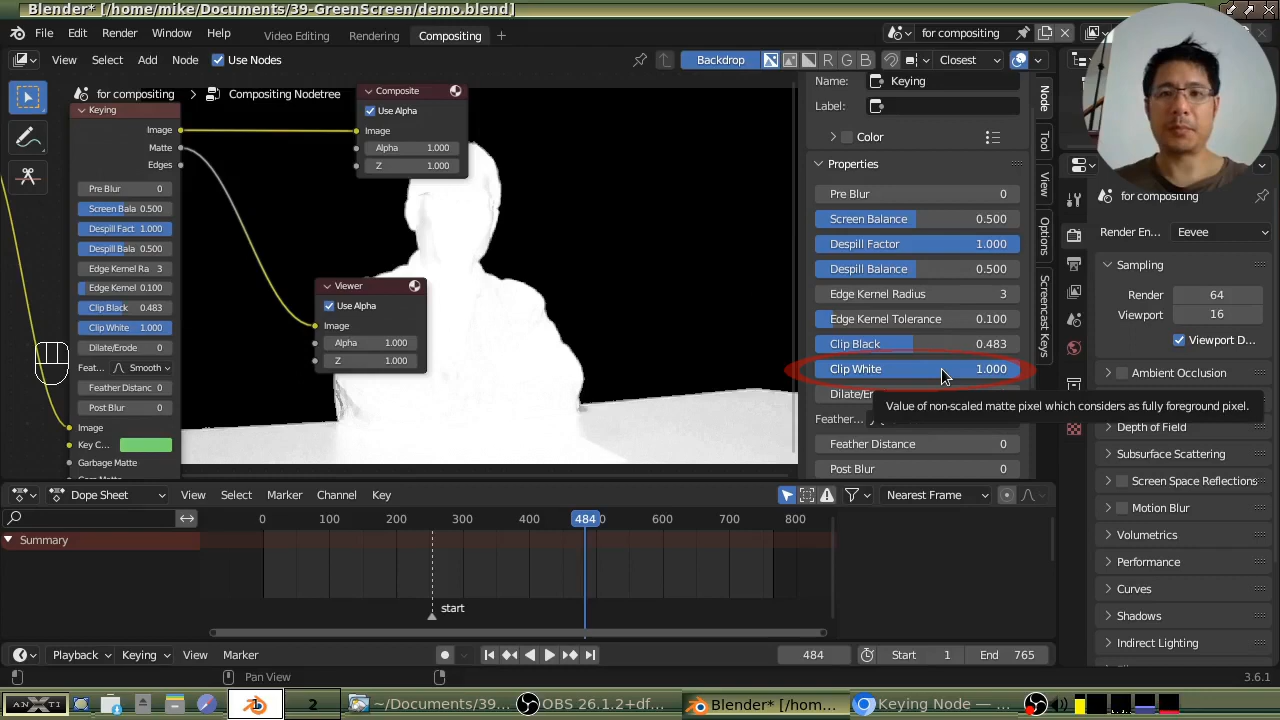 Blender* [/home/mike/Documents/39-GreenScreen/demo.blend]
File Edit Render Window Help Video Editing Rendering Compositing + for compositing
View Select Add Node Use Nodes Backdrop R G B Closest
for compositing > Compositing Nodetree
Keying
Image
Matte
Edges
Pre Blur 0
Screen Bala 0.500
Despill Fact 1.000
Despill Bala 0.500
Edge Kernel Ra 3
Edge Kernel 0.100
Clip Black 0.483
Clip White 1.000
Dilate/Erode 0
Feat... Smooth
Feather Distanc 0
Post Blur 0
Image
Key C...
Garbage Matte
Composite
Use Alpha
Image
Alpha 1.000
Z 1.000
Viewer
Use Alpha
Image
Alpha 1.000
Z 1.000
Name: Keying
Label:
Color
Properties
Pre Blur 0
Screen Balance 0.500
Despill Factor 1.000
Despill Balance 0.500
Edge Kernel Radius 3
Edge Kernel Tolerance 0.100
Clip Black 0.483
Clip White 1.000
Dilate/Er
Value of non-scaled matte pixel which considers as fully foreground pixel.
Feather...
Feather Distance 0
Post Blur 0
Node
Tool
View
Options
Screencast Keys
for compositing
Render En... Eevee
Sampling
Render 64
Viewport 16
Viewport D...
Ambient Occlusion
Depth of Field
Subsurface Scattering
Screen Space Reflections
Motion Blur
Volumetrics
Performance
Curves
Shadows
Indirect Lighting
Dope Sheet View Select Marker Channel Key Nearest Frame
0 100 200 300 400 484 0 600 700 800
Summary
start
Playback Keying View Marker 484 Start 1 End 765
Pan View 3.6.1
ANTIX 2 ~/Documents/39... OBS 26.1.2+df... Blender* [/hom... Keying Node — ...